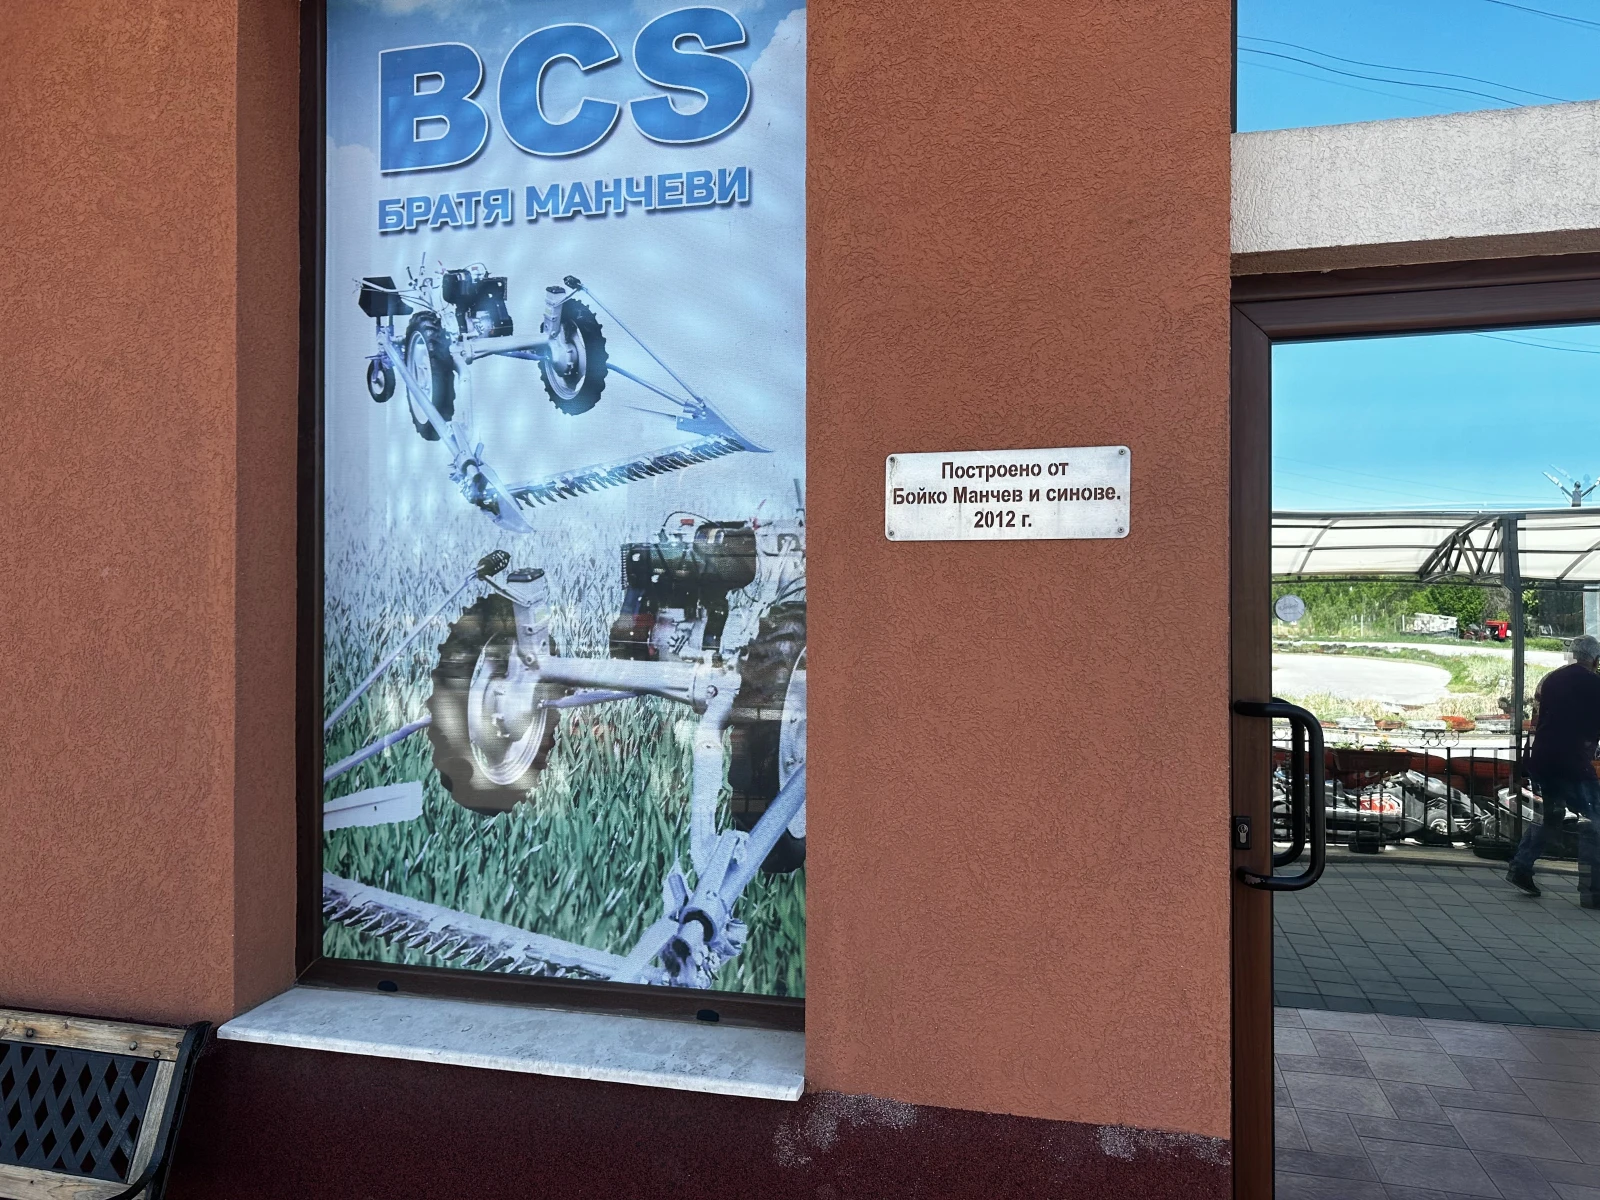 BCS
БРАТЯ МАНЧЕВИ
Построено от
Бойко Манчев и синове.
2012 г.